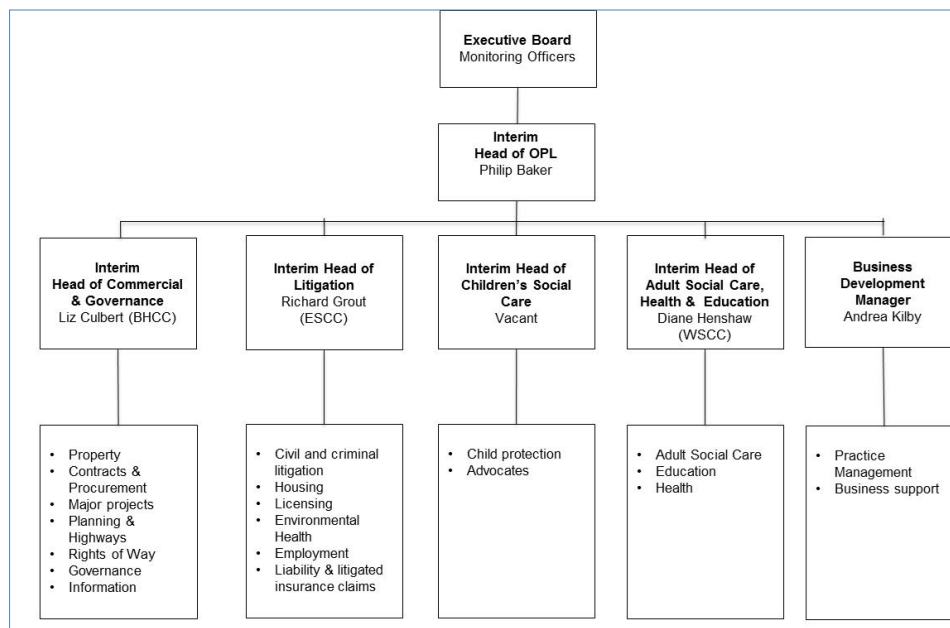 Executive Board
Monitoring Officers
Interim
Head of OPL
Philip Baker
Interim
Head of Commercial
& Governance
Liz Culbert (BHCC)
Interim Head of
Litigation
Richard Grout
(ESCC)
Interim Head of
Children's Social
Care
Vacant
Interim Head of
Adult Social Care,
Health & Education
Diane Henshaw
(WSCC)
Business
Development
Manager
Andrea Kilby
• Property
• Contracts &
Procurement
• Major projects
• Planning &
Highways
• Rights of Way
• Governance
• Information
• Civil and criminal
litigation
• Housing
• Licensing
• Environmental
Health
• Employment
• Liability & litigated
insurance claims
• Child protection
• Advocates
• Adult Social Care
• Education
• Health
• Practice
Management
• Business support